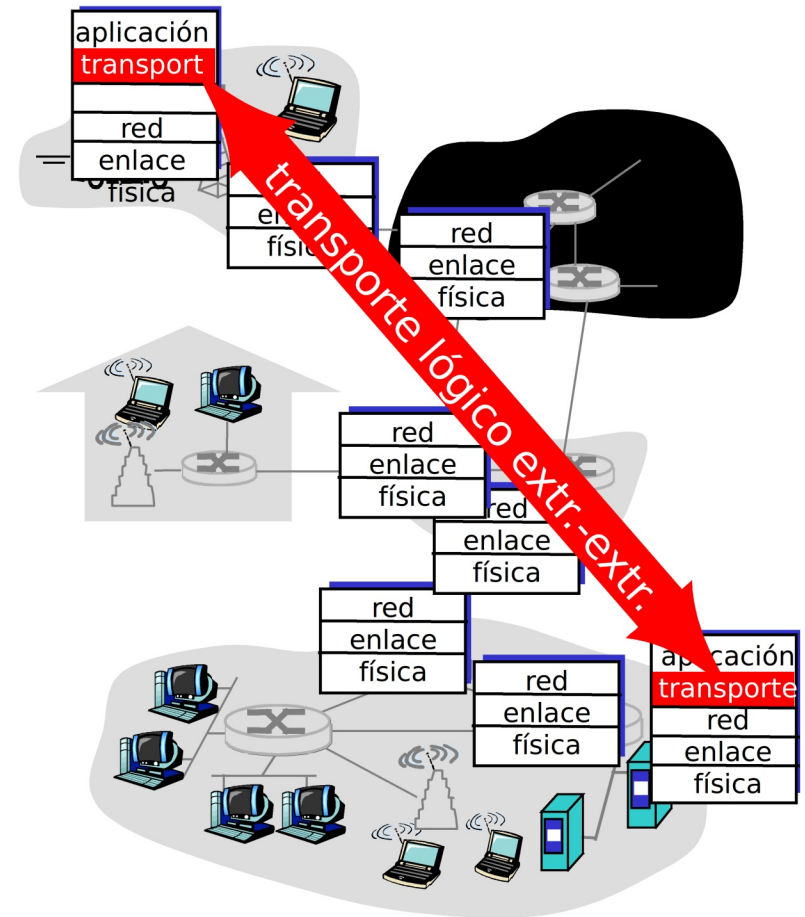 aplicación
transport
red
enlace
física
física
red
enlace
física
transporte lógico extr.-extr.
red
enlace
física
red
enlace
física
red
enlace
física
red
enlace
física
aplicación
transporte
red
enlace
física